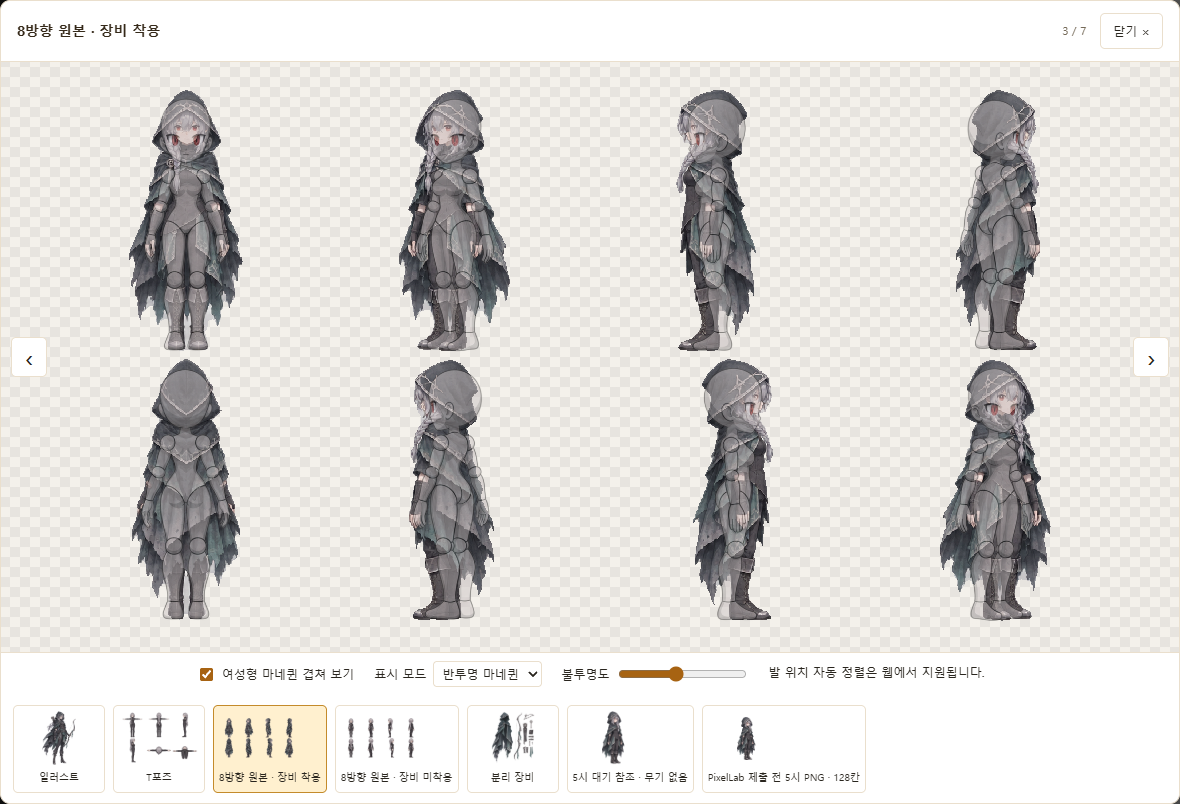 8방향 원본 · 장비 착용
3 / 7
닫기 ×
‹
›
여성형 마네퀸 겹쳐 보기
표시 모드
반투명 마네퀸
불투명도
발 위치 자동 정렬은 웹에서 지원됩니다.
일러스트
T포즈
8방향 원본 · 장비 착용
8방향 원본 · 장비 미착용
분리 장비
5시 대기 참조 · 무기 없음
PixelLab 제출 전 5시 PNG · 128칸